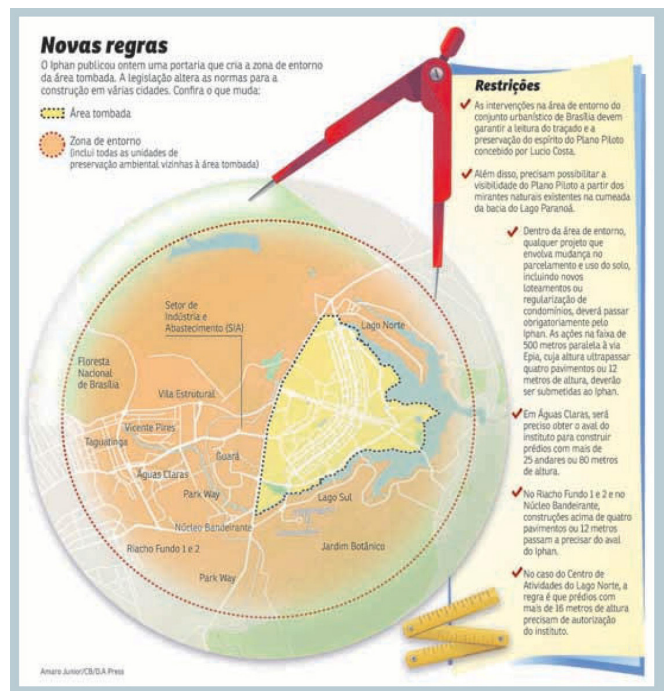 Novas regras
O Iphan publicou ontem uma portaria que cria a zona de entorno
da área tombada. A legislação altera as normas para a
construção em várias cidades. Confira o que muda:
Área tombada
Zona de entorno
(inclui todas as unidades de
preservação ambiental vizinhas à área tombada)
Setor de
Indústria e
Abastecimento (SIA)
Lago Norte
Floresta
Nacional
de Brasília
Vila Estrutural
Vicente Pires
Taguatinga
Guará
Águas Claras
Park Way
Lago Sul
Núcleo Bandeirante
Riacho Fundo 1 e 2
Jardim Botânico
Park Way
Restrições
As intervenções na área de entorno do
conjunto urbanístico de Brasília devem
garantir a leitura do traçado e a
preservação do espírito do Plano Piloto
concebido por Lucio Costa.
Além disso, precisam possibilitar a
visibilidade do Plano Piloto a partir dos
mirantes naturais existentes na cumeada
da bacia do Lago Paranoá.
Dentro da área de entorno,
qualquer projeto que
envolva mudança no
parcelamento e uso do solo,
incluindo novos
loteamentos ou
regularização de
condomínios, deverá passar
obrigatoriamente pelo
Iphan. As ações na faixa de
500 metros paralela à via
Epia, cuja altura ultrapassar
quatro pavimentos ou 12
metros de altura, deverão
ser submetidas ao Iphan.
Em Águas Claras, será
preciso obter o aval do
instituto para construir
prédios com mais de
25 andares ou 80 metros
de altura.
No Riacho Fundo 1 e 2 e no
Núcleo Bandeirante,
construções acima de quatro
pavimentos ou 12 metros
passam a precisar do aval
do Iphan.
No caso do Centro de
Atividades do Lago Norte, a
regra é que prédios com
mais de 16 metros de altura
precisam de autorização
do instituto.
Amaro Junior/CB/D.A Press